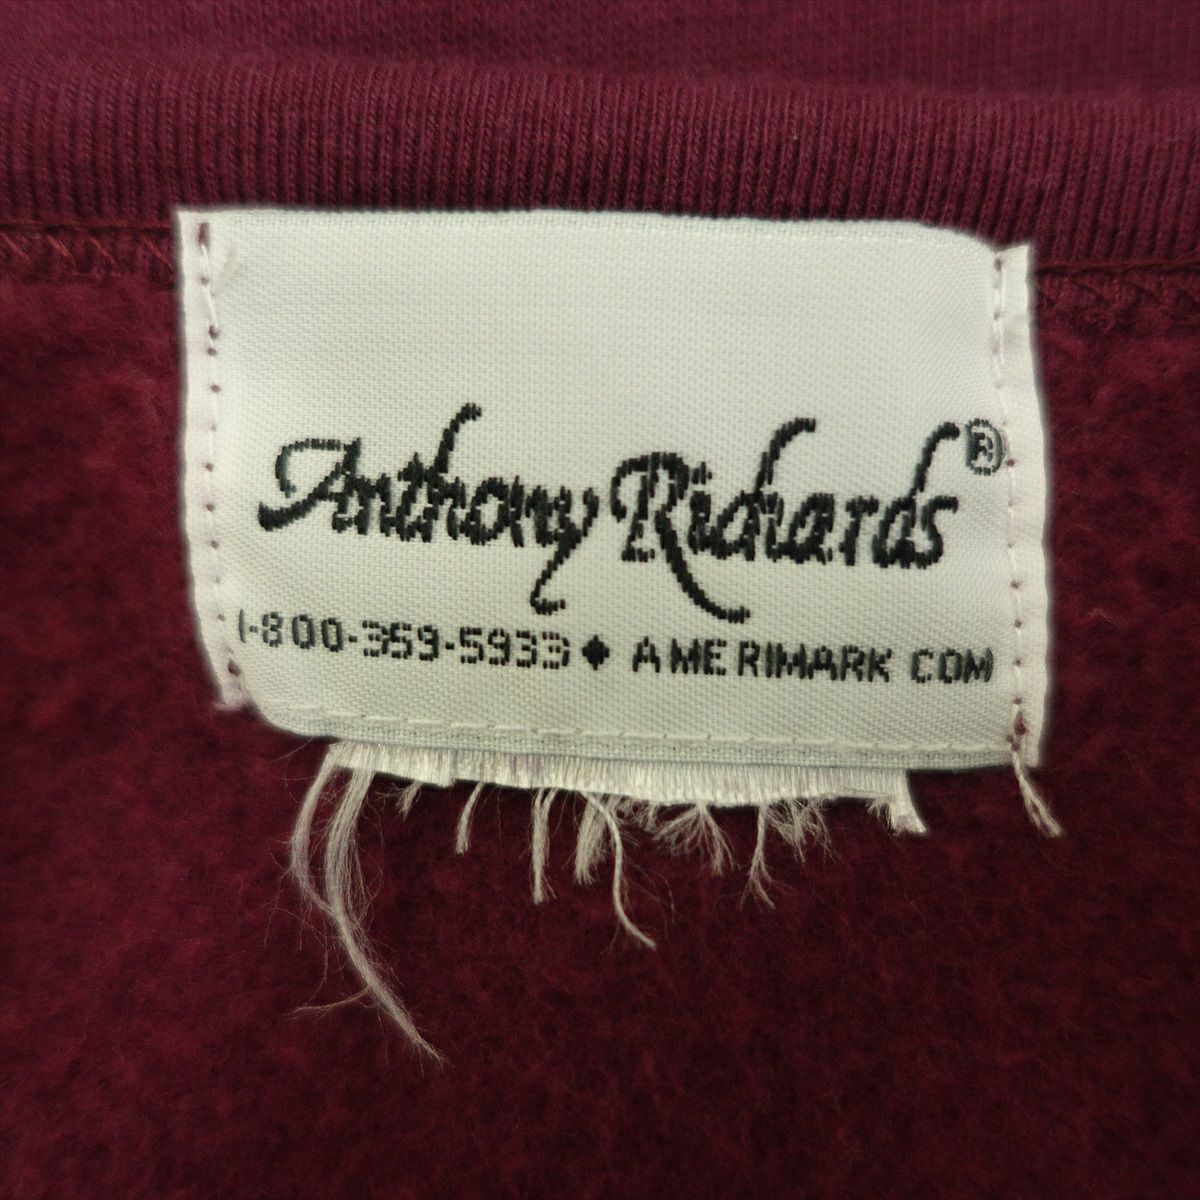 Anthony Richards®
1-800-359-5933 ♦ AMERIMARK COM